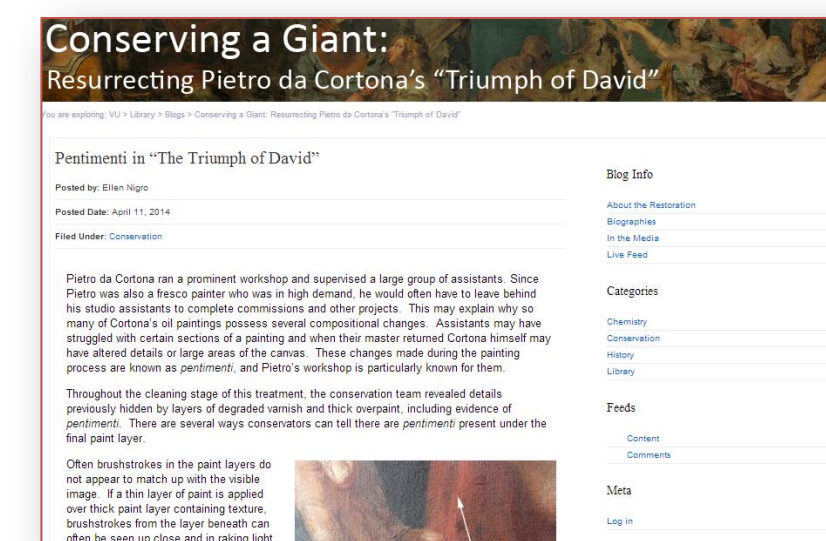 Conserving a Giant:
Resurrecting Pietro da Cortona's “Triumph of David”
You are exploring: VU > Library > Blogs > Conserving a Giant: Resurrecting Pietro da Cortona's "Triumph of David"
Pentimenti in “The Triumph of David”
Posted by: Ellen Nigro
Posted Date: April 11, 2014
Filed Under: Conservation
Pietro da Cortona ran a prominent workshop and supervised a large group of assistants. Since
Pietro was also a fresco painter who was in high demand, he would often have to leave behind
his studio assistants to complete commissions and other projects. This may explain why so
many of Cortona's oil paintings possess several compositional changes. Assistants may have
struggled with certain sections of a painting and when their master returned Cortona himself may
have altered details or large areas of the canvas. These changes made during the painting
process are known as pentimenti, and Pietro's workshop is particularly known for them.
Throughout the cleaning stage of this treatment, the conservation team revealed details
previously hidden by layers of degraded varnish and thick overpaint, including evidence of
pentimenti. There are several ways conservators can tell there are pentimenti present under the
final paint layer.
Often brushstrokes in the paint layers do
not appear to match up with the visible
image. If a thin layer of paint is applied
over thick paint layer containing texture,
brushstrokes from the layer beneath can
often be seen up close and in raking light
Blog Info
About the Restoration
Biographies
In the Media
Live Feed
Categories
Chemistry
Conservation
History
Library
Feeds
Content
Comments
Meta
Log in